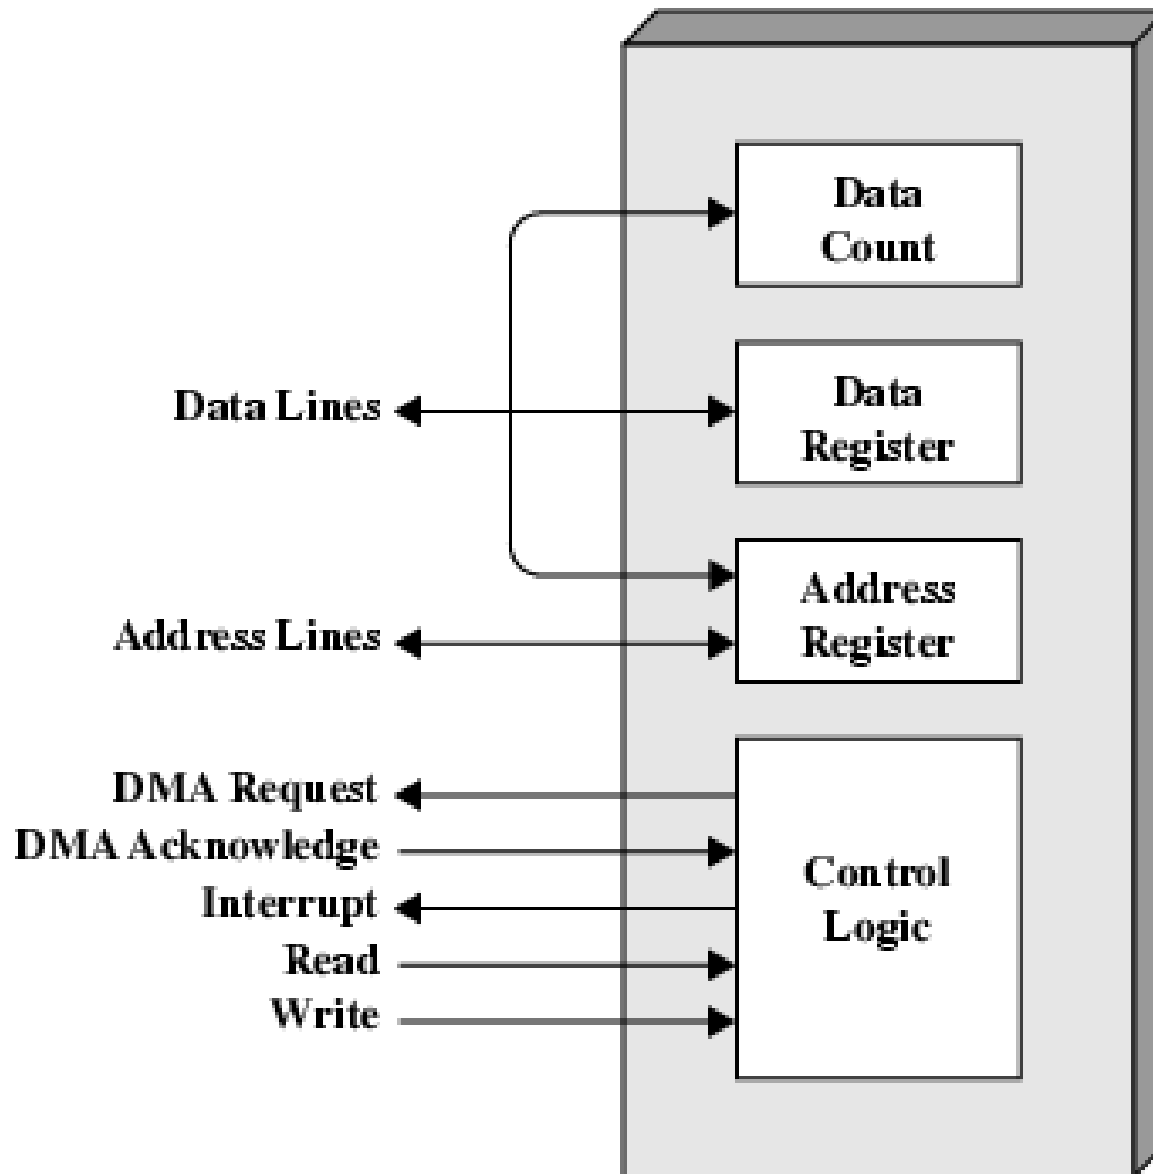 Data
Count
Data Lines
Data
Register
Address
Register
Address Lines
DMA Request
DMA Acknowledge
Interrupt
Read
Write
Control
Logic